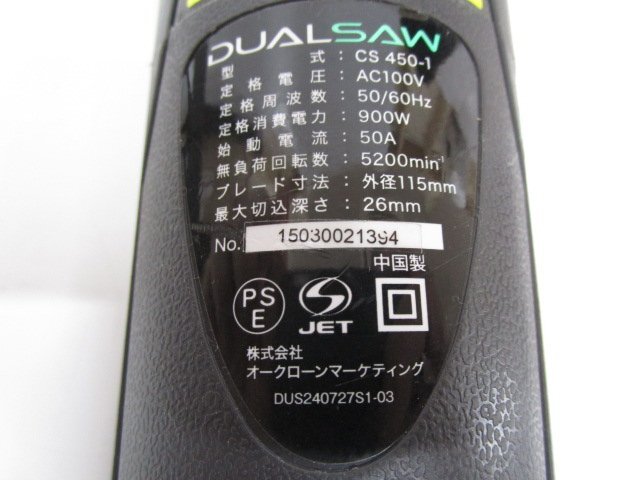 DUALSAW
型式：CS 450-1
定格電圧：AC100V
定格周波数：50/60Hz
定格消費電力：900W
始動電流：50A
無負荷回転数：5200min⁻¹
ブレード寸法：外径115mm
最大切込深さ：26mm
No. 15030021394
中国製
PS
E
S
JET
株式会社
オークローンマーケティング
DUS240727S1-03